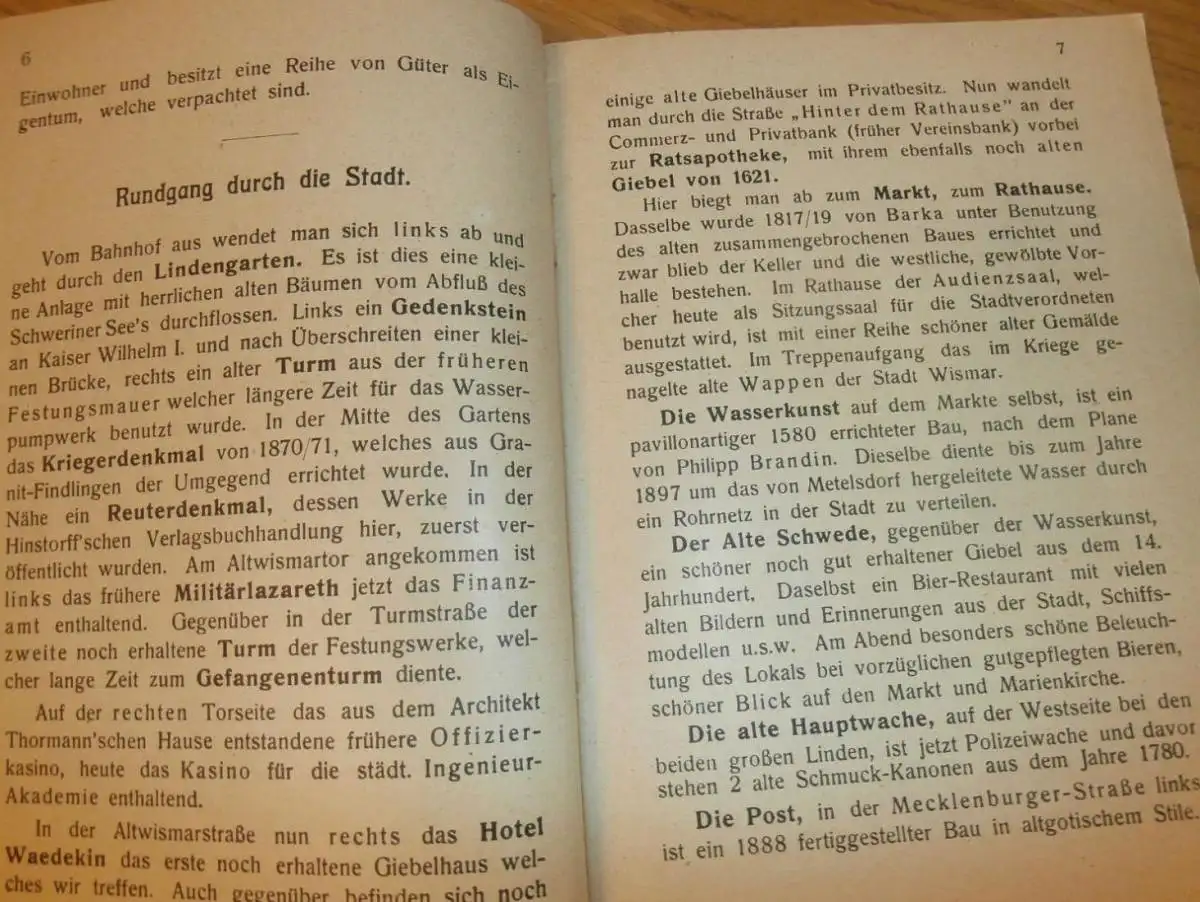 6
Einwohner und besitzt eine Reihe von Güter als Ei-
gentum, welche verpachtet sind.
Rundgang durch die Stadt.
Vom Bahnhof aus wendet man sich links ab und
geht durch den Lindengarten. Es ist dies eine klei-
ne Anlage mit herrlichen alten Bäumen vom Abfluß des
Schweriner See's durchflossen. Links ein Gedenkstein
an Kaiser Wilhelm I. und nach Überschreiten einer klei-
nen Brücke, rechts ein alter Turm aus der früheren
Festungsmauer welcher längere Zeit für das Wasser-
pumpwerk benutzt wurde. In der Mitte des Gartens
das Kriegerdenkmal von 1870/71, welches aus Gra-
nit-Findlingen der Umgegend errichtet wurde. In der
Nähe ein Reuterdenkmal, dessen Werke in der
Hinstorff'schen Verlagsbuchhandlung hier, zuerst ver-
öffentlicht wurden. Am Altwismartor angekommen ist
links das frühere Militärlazareth jetzt das Finanz-
amt enthaltend. Gegenüber in der Turmstraße der
zweite noch erhaltene Turm der Festungswerke, wel-
cher lange Zeit zum Gefangenenturm diente.
Auf der rechten Torseite das aus dem Architekt
Thormann'schen Hause entstandene frühere Offizier-
kasino, heute das Kasino für die städt. Ingenieur-
Akademie enthaltend.
In der Altwismarstraße nun rechts das Hotel
Waedekin das erste noch erhaltene Giebelhaus wel-
ches wir treffen. Auch gegenüber befinden sich noch
7
einige alte Giebelhäuser im Privatbesitz. Nun wandelt
man durch die Straße „Hinter dem Rathause" an der
Commerz- und Privatbank (früher Vereinsbank) vorbei
zur Ratsapotheke, mit ihrem ebenfalls noch alten
Giebel von 1621.
Hier biegt man ab zum Markt, zum Rathause.
Dasselbe wurde 1817/19 von Barka unter Benutzung
des alten zusammengebrochenen Baues errichtet und
zwar blieb der Keller und die westliche, gewölbte Vor-
halle bestehen. Im Rathause der Audienzsaal, wel-
cher heute als Sitzungssaal für die Stadtverordneten
benutzt wird, ist mit einer Reihe schöner alter Gemälde
ausgestattet. Im Treppenaufgang das im Kriege ge-
nagelte alte Wappen der Stadt Wismar.
Die Wasserkunst auf dem Markte selbst, ist ein
pavillonartiger 1580 errichteter Bau, nach dem Plane
von Philipp Brandin. Dieselbe diente bis zum Jahre
1897 um das von Metelsdorf hergeleitete Wasser durch
ein Rohrnetz in der Stadt zu verteilen.
Der Alte Schwede, gegenüber der Wasserkunst,
ein schöner noch gut erhaltener Giebel aus dem 14.
Jahrhundert. Daselbst ein Bier-Restaurant mit vielen
alten Bildern und Erinnerungen aus der Stadt, Schiffs-
modellen u.s.w. Am Abend besonders schöne Beleuch-
tung des Lokals bei vorzüglichen gutgepflegten Bieren,
schöner Blick auf den Markt und Marienkirche.
Die alte Hauptwache, auf der Westseite bei den
beiden großen Linden, ist jetzt Polizeiwache und davor
stehen 2 alte Schmuck-Kanonen aus dem Jahre 1780.
Die Post, in der Mecklenburger-Straße links
ist ein 1888 fertiggestellter Bau in altgotischem Stile.